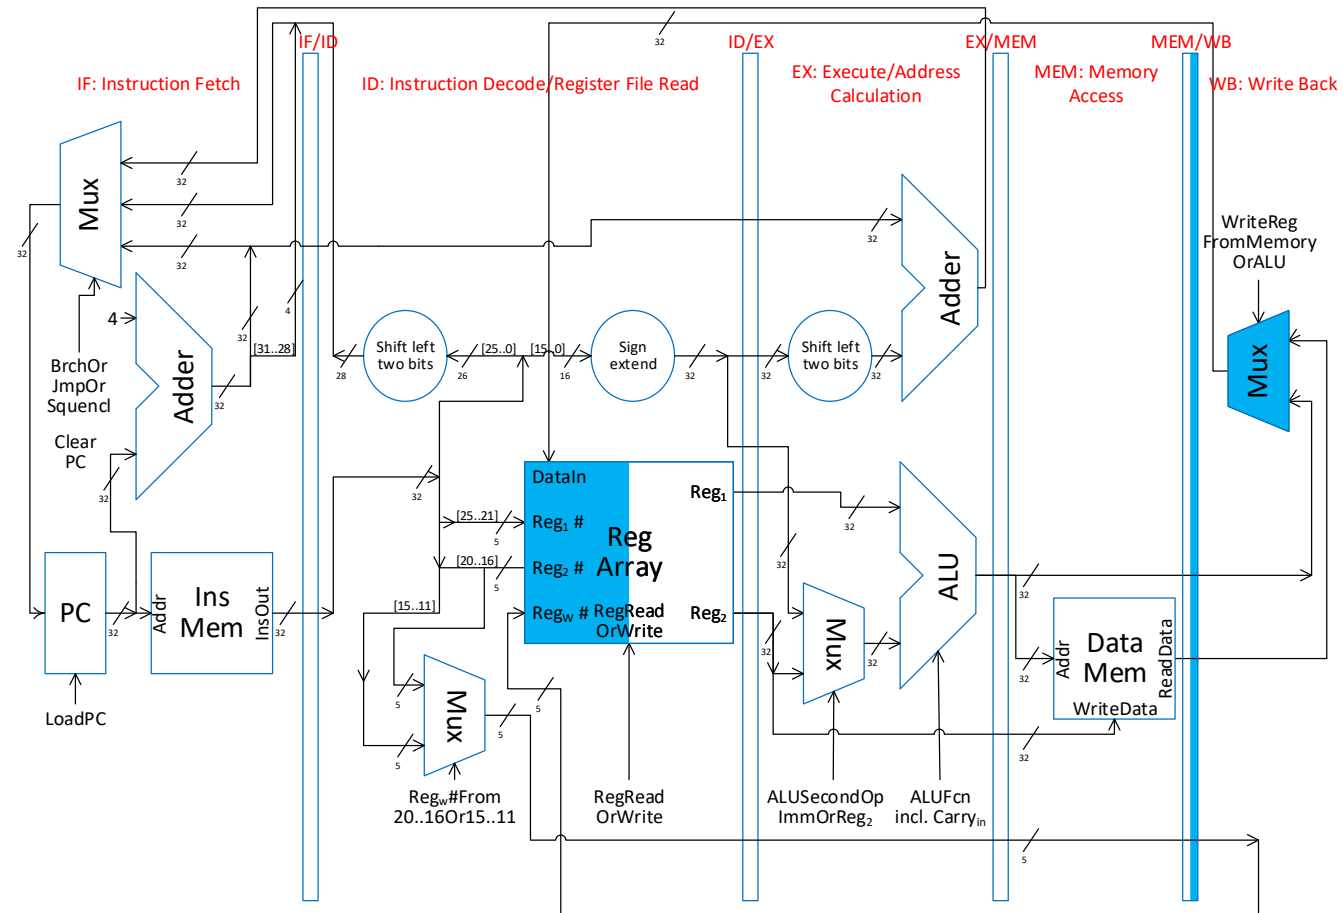 32
32
IF/ID
ID/EX
EX/MEM
MEM/WB
IF: Instruction Fetch
ID: Instruction Decode/Register File Read
EX: Execute/Address
Calculation
MEM: Memory
Access
WB: Write Back
Mux
32
32
32
32
32
WriteReg
FromMemory
OrALU
4
Adder
32
4
[31..28]
32
BrchOr
JmpOr
Squencl
Clear
PC
32
Shift left
two bits
28
[25..0]
26
[15..0]
16
Sign
extend
32
32
Shift left
two bits
32
Adder
Mux
32
DataIn
Reg1 #
Reg2 #
RegW #
Reg
Array
RegRead
OrWrite
Reg1
Reg2
[25..21]
5
[20..16]
5
[15..11]
32
32
32
ALU
32
32
PC
32
Addr
Ins
Mem
InsOut
32
Mux
32
Addr
Data
Mem
ReadData
WriteData
32
LoadPC
5
5
Mux
5
5
Regw#From
20..16Or15..11
RegRead
OrWrite
ALUSecondOp
ImmOrReg2
ALUFcn
incl. Carryin
5